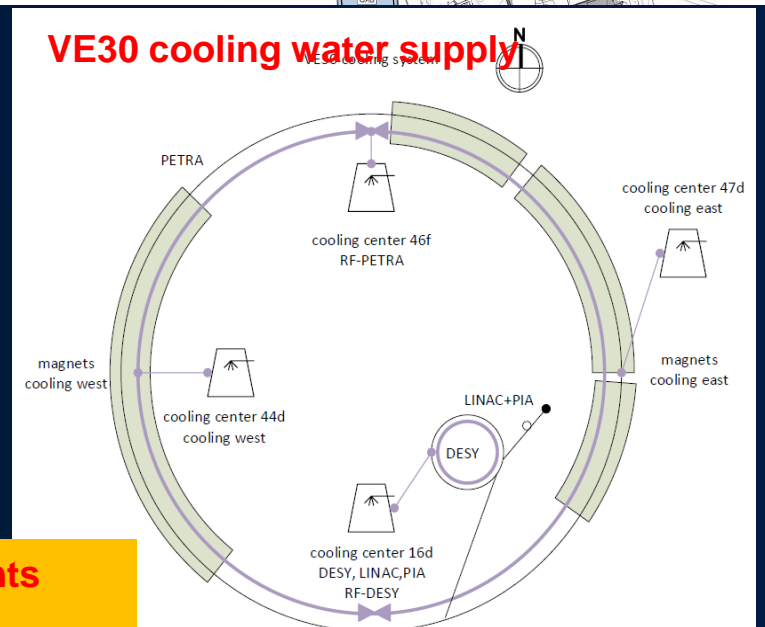 VE30 cooling water supply
VE30 cooling system
N
PETRA
cooling center 47d
cooling east
cooling center 46f
RF-PETRA
magnets
cooling west
magnets
cooling east
LINAC+PIA
cooling center 44d
cooling west
DESY
cooling center 16d
DESY, LINAC,PIA
RF-DESY